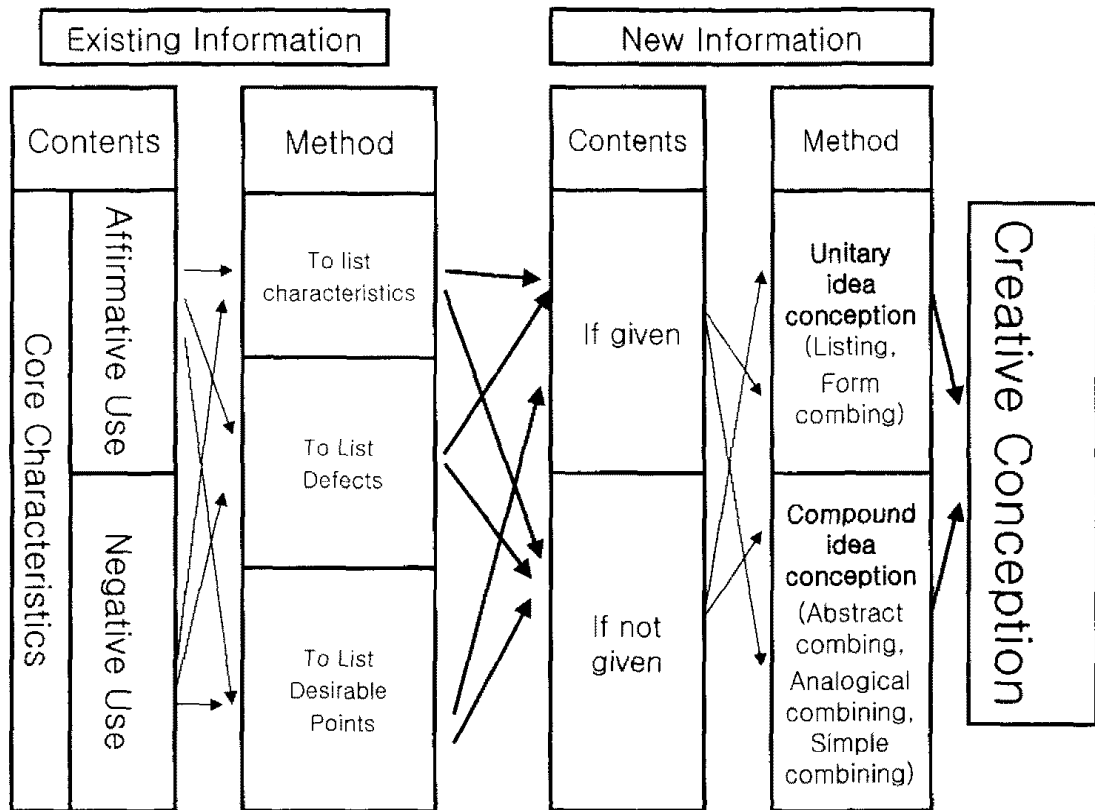 Existing Information
New Information
Contents
Method
Contents
Method
Core Characteristics
Affirmative Use
Negative Use
To list
characteristics
To List
Defects
To List
Desirable
Points
If given
If not
given
Unitary
idea
conception
(Listing,
Form
combing)
Compound
idea
conception
(Abstract
combing,
Analogical
combining,
Simple
combining)
Creative Conception